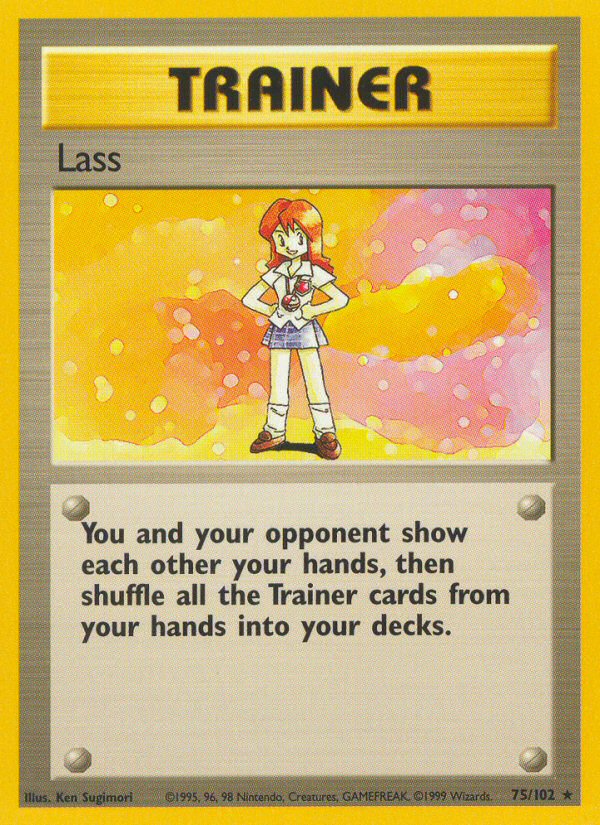 TRAINER
Lass
You and your opponent show
each other your hands, then
shuffle all the Trainer cards from
your hands into your decks.
Illus. Ken Sugimori ©1995, 96, 98 Nintendo, Creatures, GAMEFREAK. ©1999 Wizards. 75/102 ★